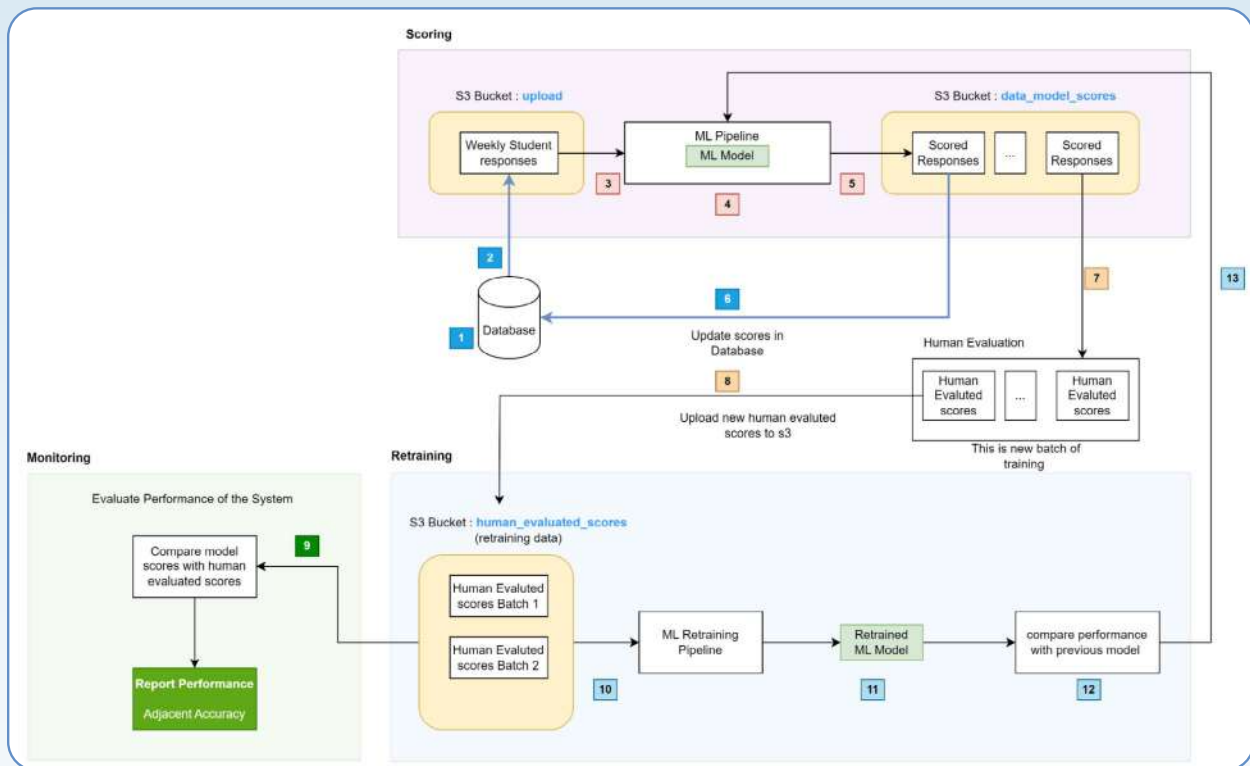 Scoring
S3 Bucket : upload
S3 Bucket : data_model_scores
Weekly Student
responses
ML Pipeline
ML Model
Scored
Responses
...
Scored
Responses
3
4
5
2
1
Database
6
Update scores in
Database
7
13
Human Evaluation
Human
Evaluted
scores
...
Human
Evaluted
scores
This is new batch of
training
8
Upload new human evaluted
scores to s3
Monitoring
Evaluate Performance of the System
9
Compare model
scores with human
evaluated scores
Report Performance
Adjacent Accuracy
Retraining
S3 Bucket : human_evaluated_scores
(retraining data)
Human Evaluted
scores Batch 1
Human Evaluted
scores Batch 2
10
ML Retraining
Pipeline
Retrained
ML Model
11
compare performance
with previous model
12